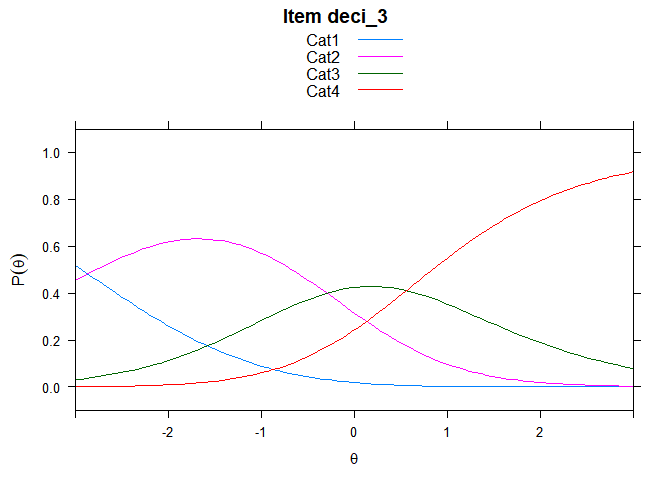 Item deci_3
Cat1
Cat2
Cat3
Cat4
1.0
0.8
0.6
0.4
0.2
0.0
P(θ)
-2 -1 0 1 2
θ